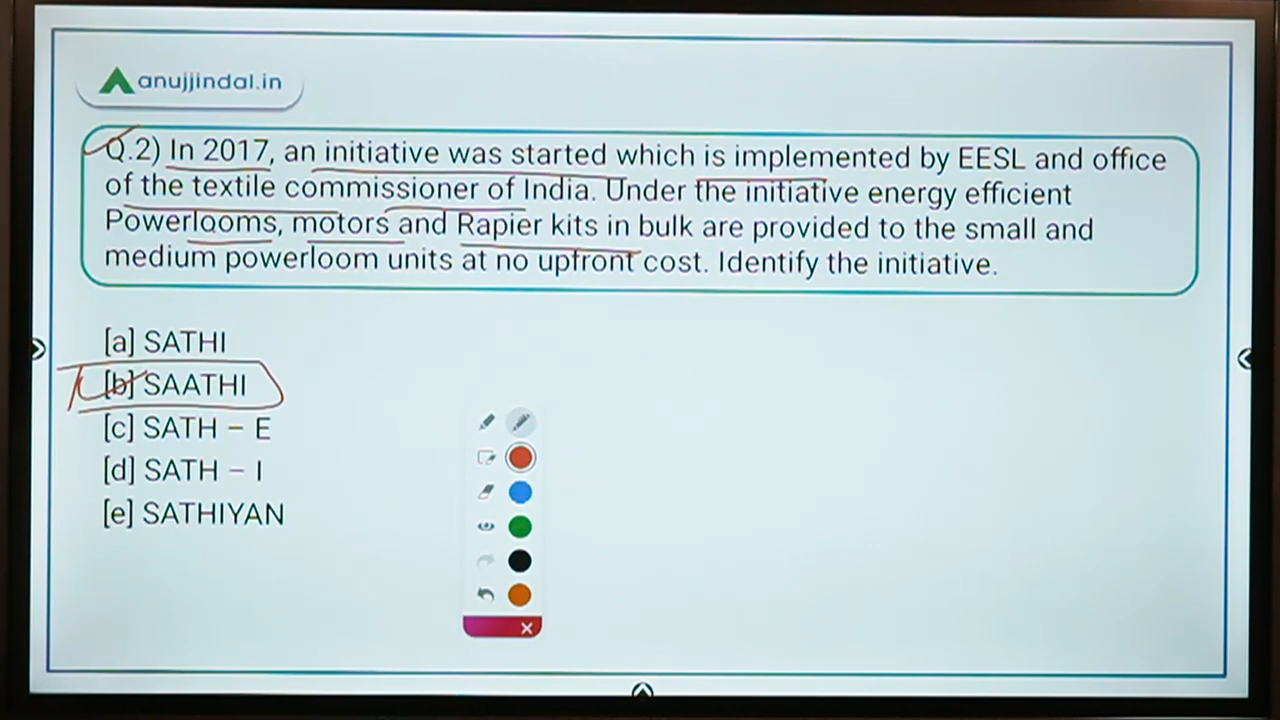 anujjindal.in
Q.2) In 2017, an initiative was started which is implemented by EESL and office
of the textile commissioner of India. Under the initiative energy efficient
Powerlooms, motors and Rapier kits in bulk are provided to the small and
medium powerloom units at no upfront cost. Identify the initiative.
[a] SATHI
[b] SAATHI
[c] SATH – E
[d] SATH – I
[e] SATHIYAN